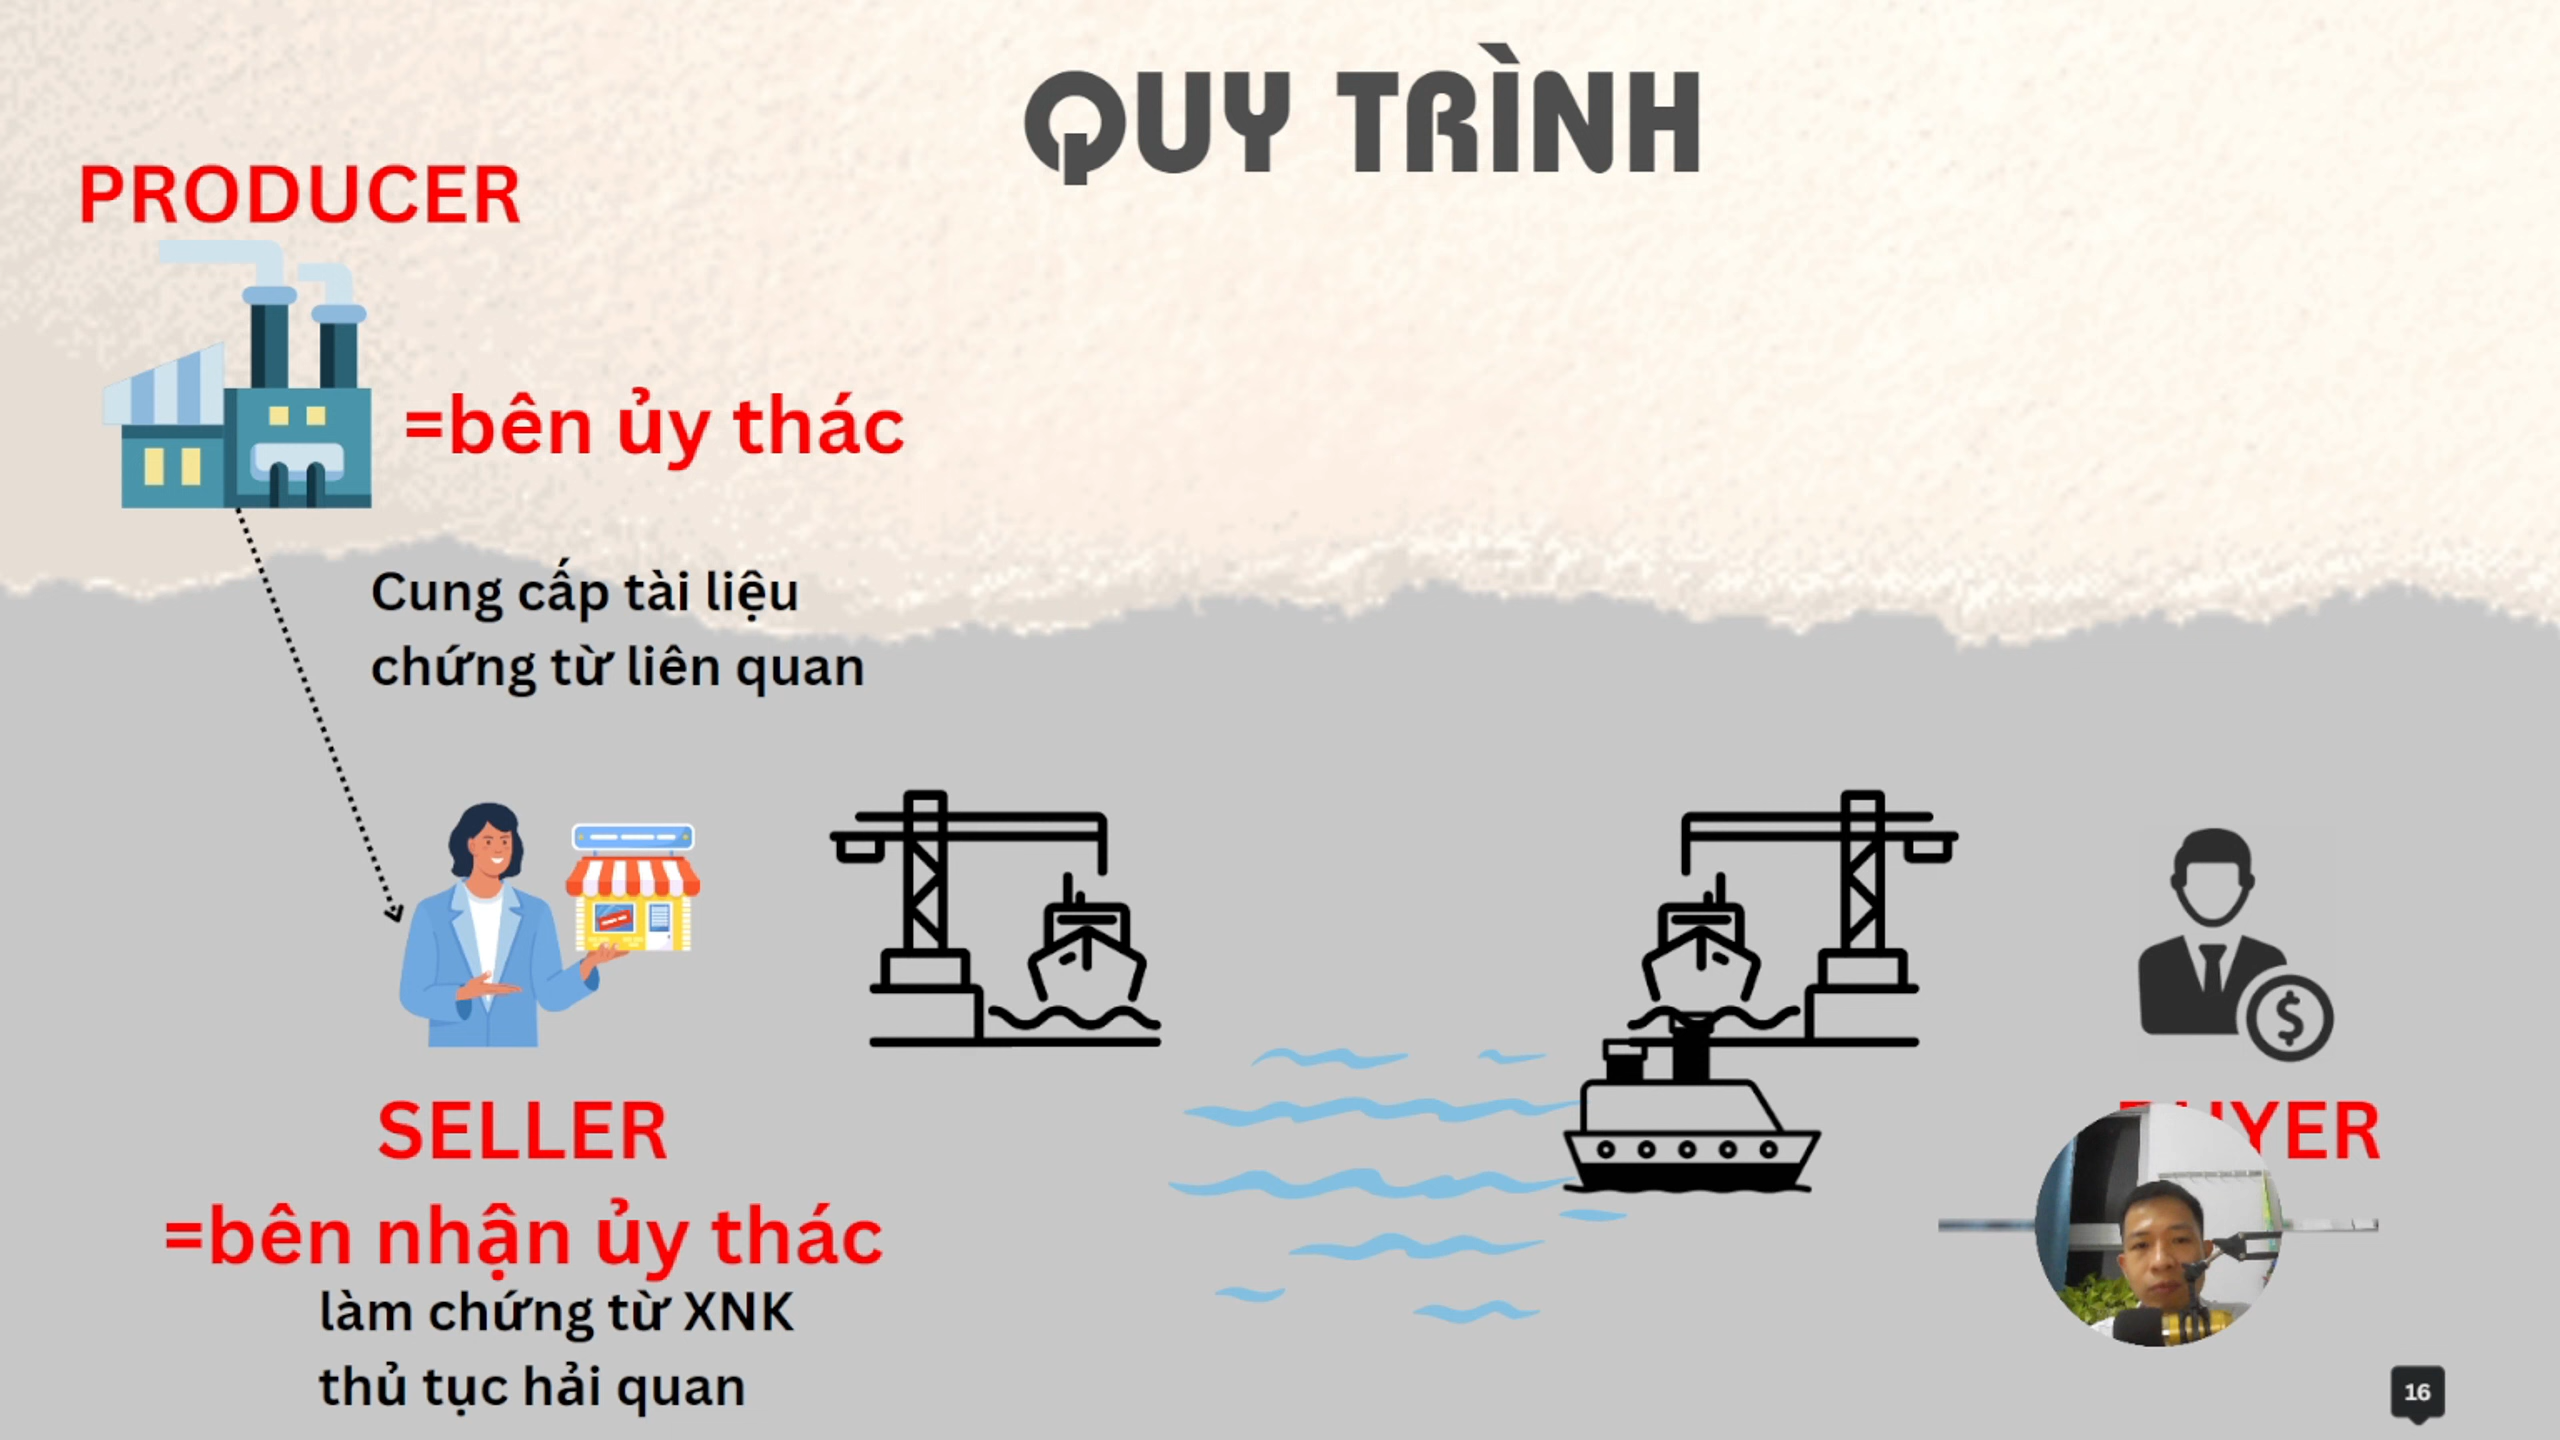 QUY TRÌNH
PRODUCER
=bên ủy thác
Cung cấp tài liệu
chứng từ liên quan
SELLER
=bên nhận ủy thác
làm chứng từ XNK
thủ tục hải quan
BUYER
16